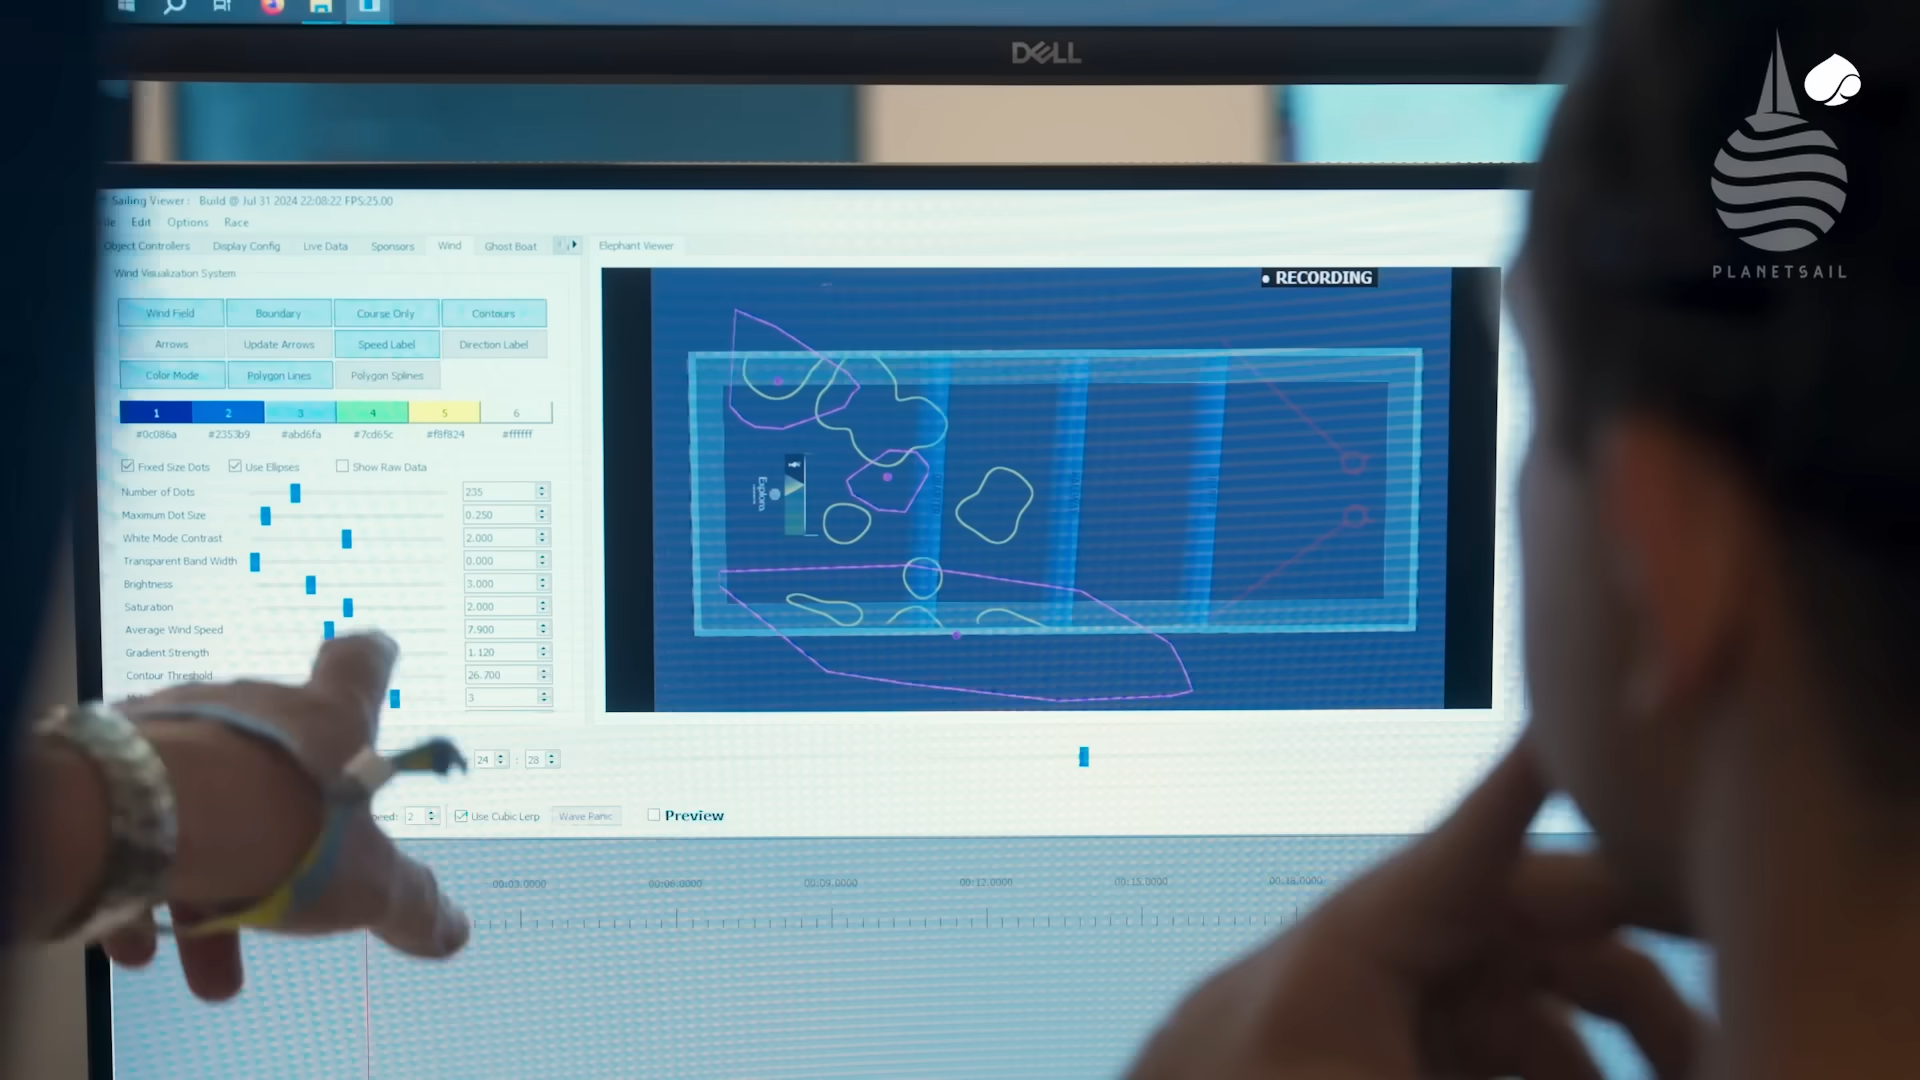 DELL
PLANETSAIL
Sailing Viewer: Build @ Jul 31 2024 22:08:22 FPS:25.00
Edit Options Race
Object Controllers Display Config Live Data Sponsors Wind Ghost Boat
Elephant Viewer
Wind Visualization System
RECORDING
Wind Field Boundary Course Only Contours
Arrows Update Arrows Speed Label Direction Label
Color Mode Polygon Lines Polygon Splines
1 2 3 4 5 6
#0c086a #2353b9 #abd6fa #7cd65c #f8f824 #ffffff
Fixed Size Dots Use Ellipses Show Raw Data
Number of Dots 235
Maximum Dot Size 0.250
White Mode Contrast 2.000
Transparent Band Width 0.000
Brightness 3.000
Saturation 2.000
Average Wind Speed 7.900
Gradient Strength 1.120
Contour Threshold 26.700
3
Explora
24 : 28
2 Use Cubic Lerp Wave Panic Preview
00:03.0000 00:06.0000 00:09.0000 00:12.0000 00:15.0000 00:18.0000